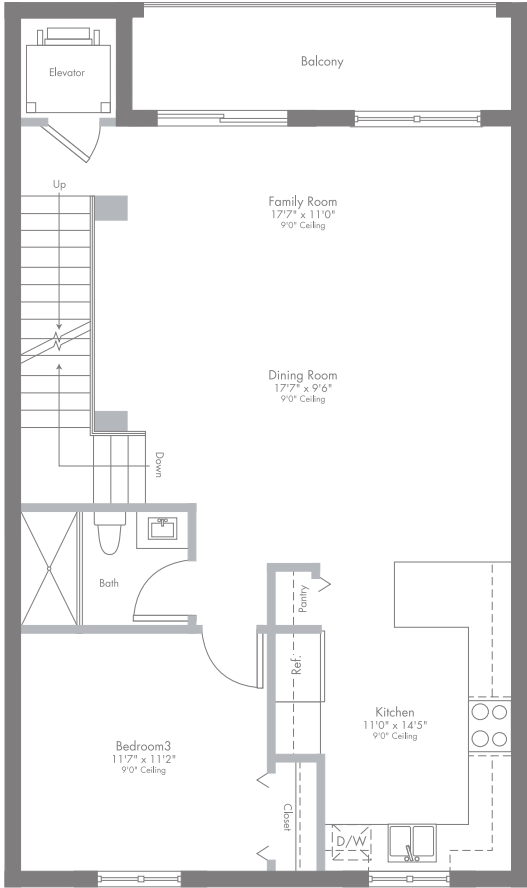 Elevator
Balcony
Up
Family Room
17'7" x 11'0"
9'0" Ceiling
Dining Room
17'7" x 9'6"
9'0" Ceiling
Down
Bath
Pantry
Ref.
Kitchen
11'0" x 14'5"
9'0" Ceiling
Bedroom3
11'7" x 11'2"
9'0" Ceiling
Closet
D/W